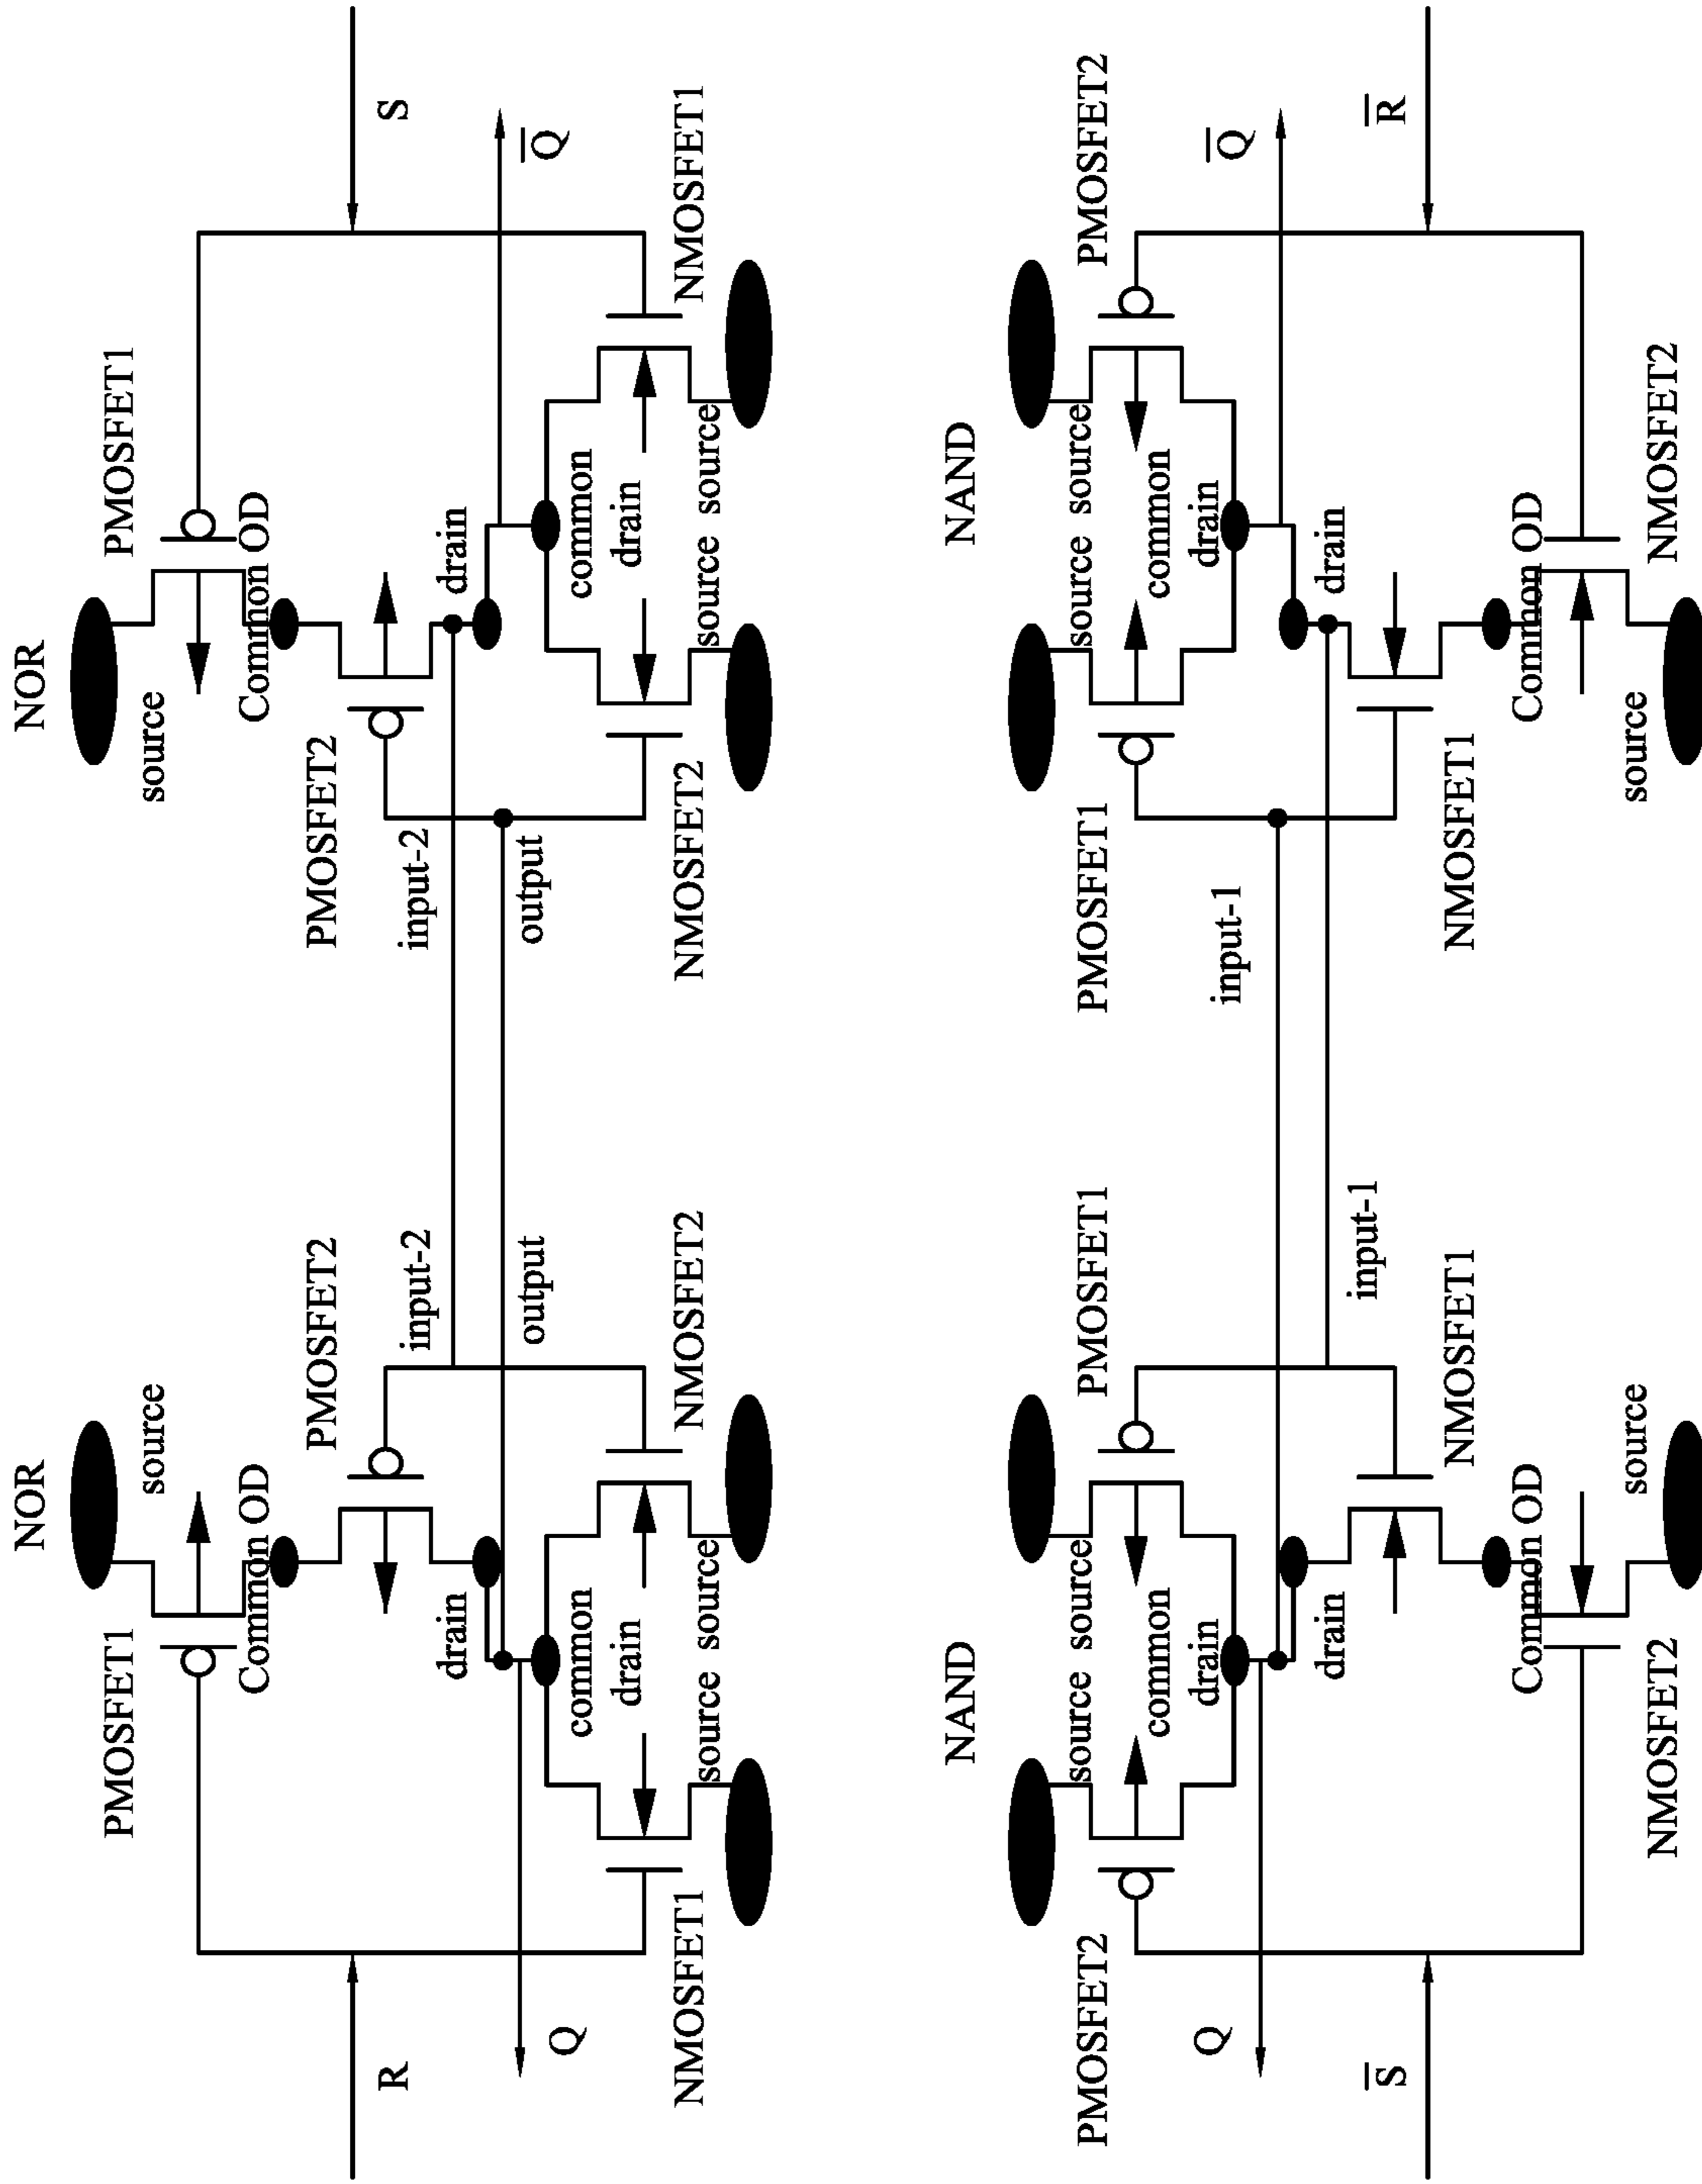 NOR
PMOSFET1
source
Common OD
PMOSFET2
R
input-2
drain
output
Q
common
drain
NMOSFET1
source source
NMOSFET2
NOR
PMOSFET1
source
Common OD
PMOSFET2
S
input-2
drain
output
Q̅
common
drain
NMOSFET2
source source
NMOSFET1
NAND
source source
PMOSFET2
PMOSFET1
common
drain
Q
drain
input-1
S̅
NMOSFET1
Common OD
source
NMOSFET2
NAND
source source
PMOSFET1
PMOSFET2
common
drain
Q̅
input-1
drain
R̅
NMOSFET1
Common OD
source
NMOSFET2